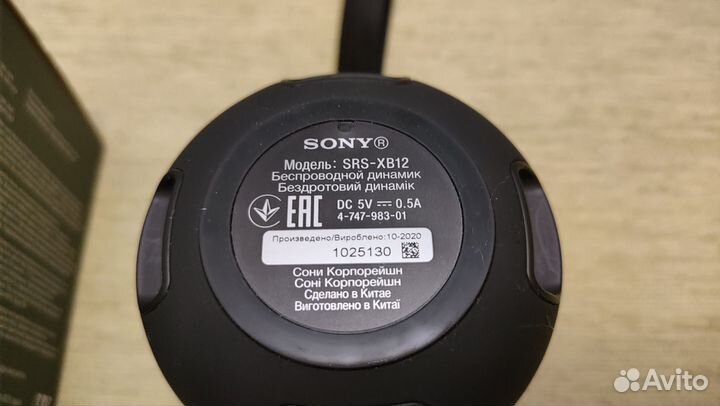 SONY®
Модель: SRS-XB12
Беспроводной динамик
Бездротовий динамік
EAC DC 5V 0.5A
4-747-983-01
Произведено/Вироблено:10-2020
1025130
Сони Корпорейшн
Соні Корпорейшн
Сделано в Китае
Виготовлено в Китаї
Avito